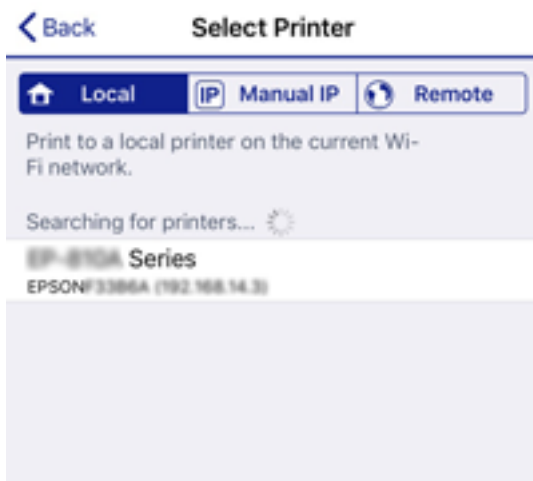 Back
Select Printer
Local
IP Manual IP
Remote
Print to a local printer on the current Wi-
Fi network.
Searching for printers...
Series
EPSON